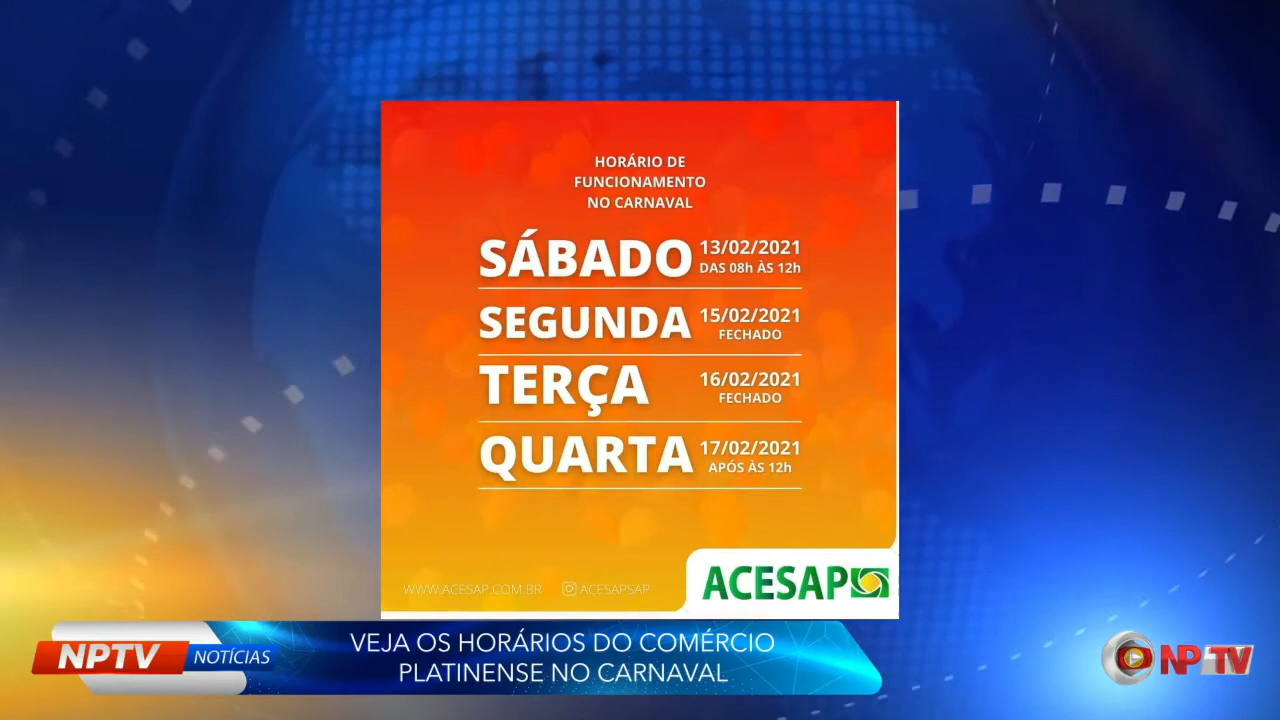 HORÁRIO DE
FUNCIONAMENTO
NO CARNAVAL
SÁBADO 13/02/2021
DAS 08h ÀS 12h
SEGUNDA 15/02/2021
FECHADO
TERÇA 16/02/2021
FECHADO
QUARTA 17/02/2021
APÓS ÀS 12h
WWW.ACESAP.COM.BR ACESAPSAP
ACESAP
NPTV NOTÍCIAS
VEJA OS HORÁRIOS DO COMÉRCIO
PLATINENSE NO CARNAVAL
NPTV